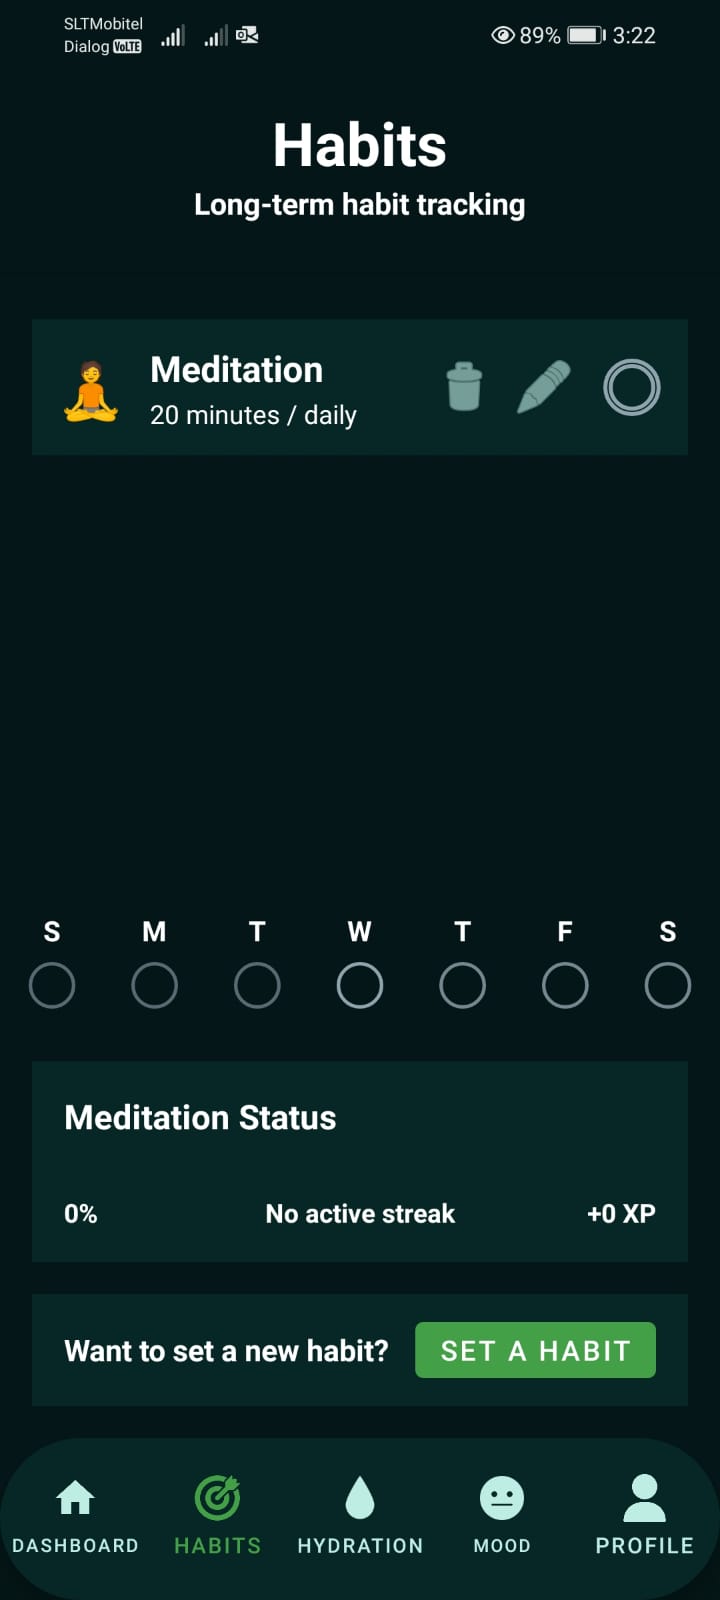 SLTMobitel
Dialog VoLTE
89% 3:22
Habits
Long-term habit tracking
Meditation
20 minutes / daily
S M T W T F S
Meditation Status
0% No active streak +0 XP
Want to set a new habit? SET A HABIT
DASHBOARD HABITS HYDRATION MOOD PROFILE